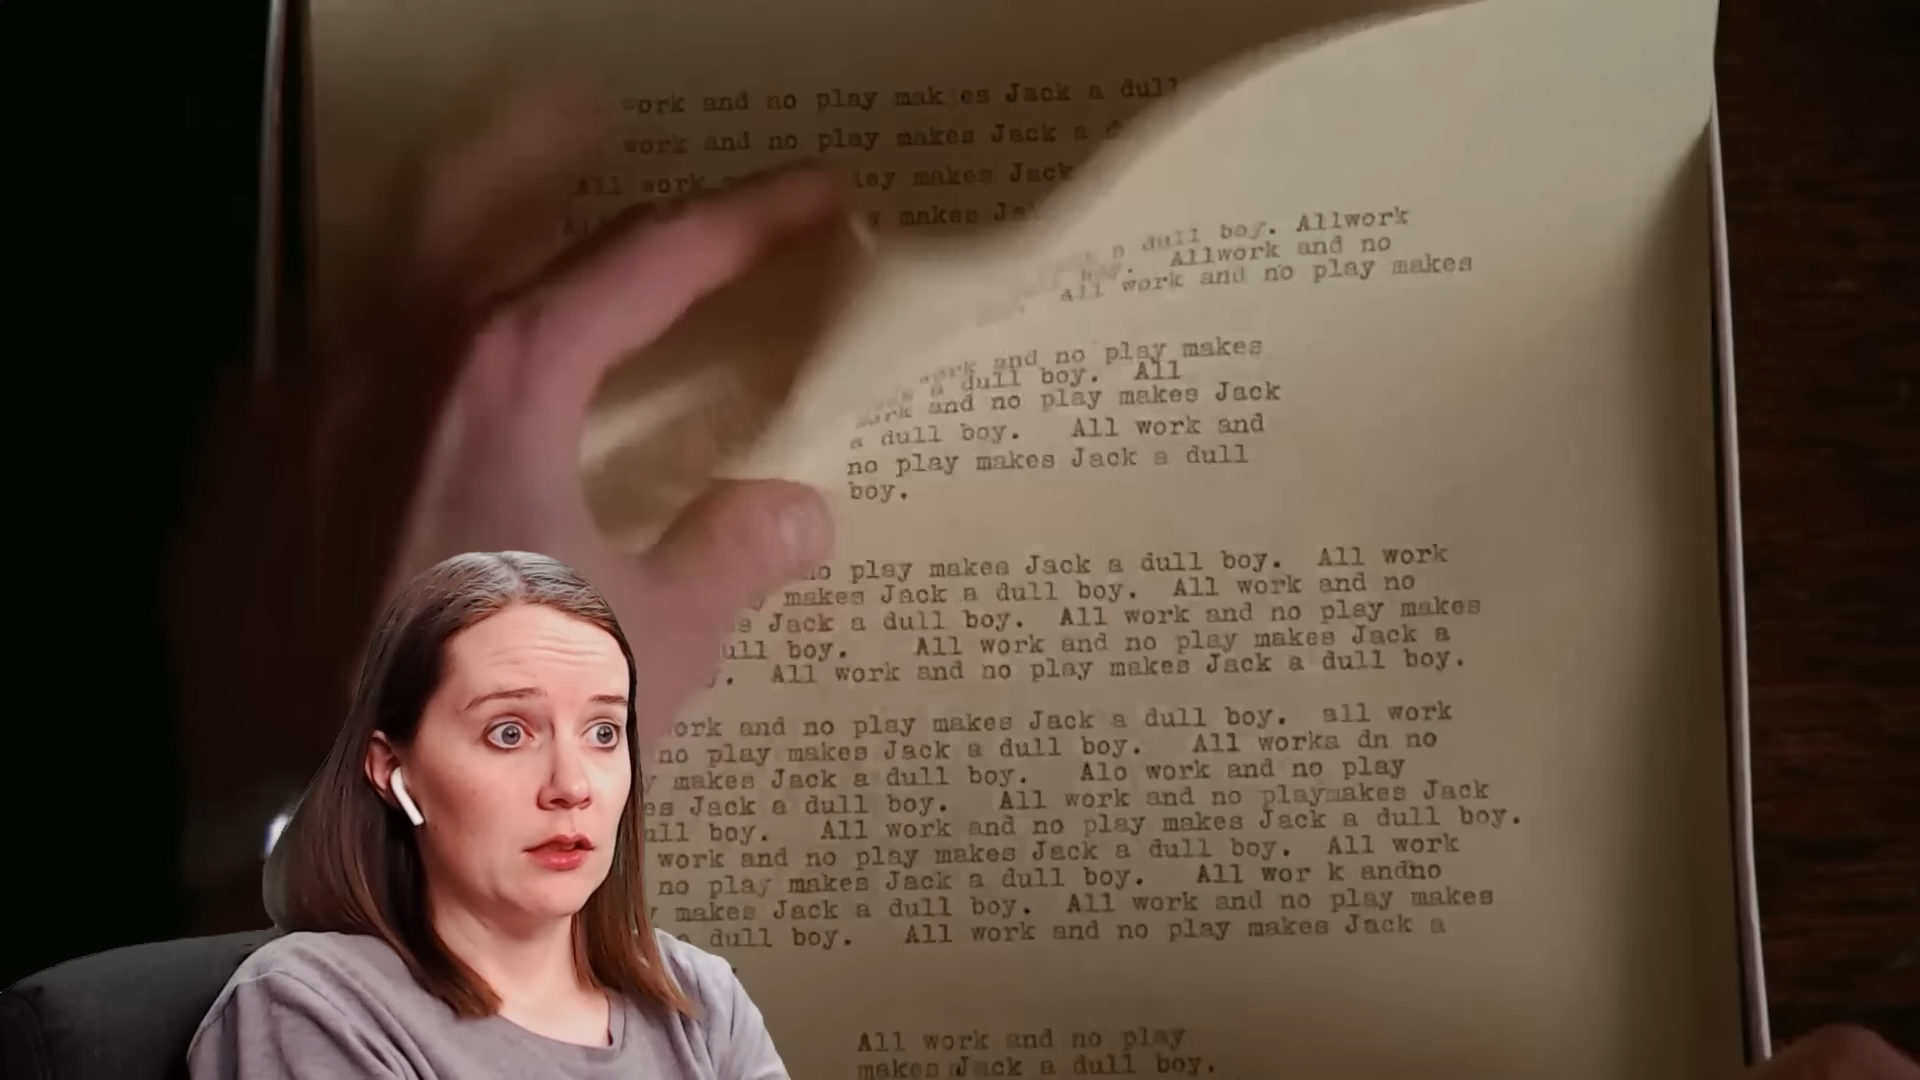 work and no play mak es Jack a dull
work and no play makes Jack a
All work play makes Jack
makes
a dull boy. Allwork
boy. Allwork and no
All work and no play makes
work and no play makes
a dull boy. All
work and no play makes Jack
a dull boy. All work and
no play makes Jack a dull
boy.
no play makes Jack a dull boy. All work
makes Jack a dull boy. All work and no
Jack a dull boy. All work and no play makes
boy. All work and no play makes Jack a
All work and no play makes Jack a dull boy.
and no play makes Jack a dull boy. all work
no play makes Jack a dull boy. All worka dn no
makes Jack a dull boy. Alo work and no play
Jack a dull boy. All work and no playmakes Jack
boy. All work and no play makes Jack a dull boy.
work and no play makes Jack a dull boy. All work
no play makes Jack a dull boy. All wor k andno
makes Jack a dull boy. All work and no play makes
a dull boy. All work and no play makes Jack a
All work and no play
makes Jack a dull boy.